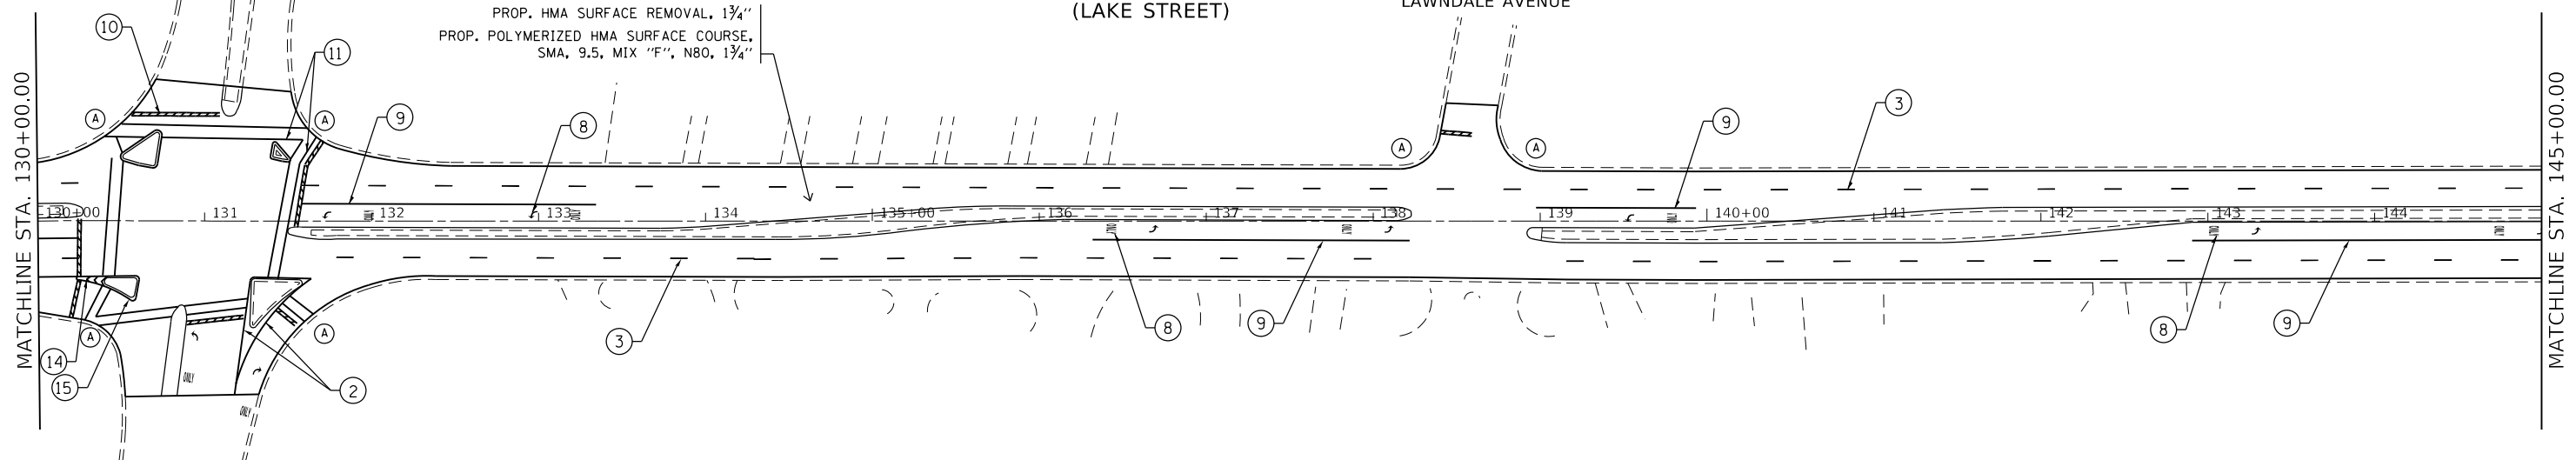 PROP. HMA SURFACE REMOVAL, 1¾"
PROP. POLYMERIZED HMA SURFACE COURSE,
SMA, 9.5, MIX "F", N80, 1¾"
(LAKE STREET)
LAWNDALE AVENUE
MATCHLINE STA. 130+00.00
MATCHLINE STA. 145+00.00
10
11
A
A
9
8
A
A
9
3
130+00
131
132
133
134
135+00
136
137
138
139
140+00
141
142
143
144
ONLY
ONLY
ONLY
ONLY
ONLY
ONLY
ONLY
A
A
14
15
2
3
8
9
8
9
ONLY
ONLY